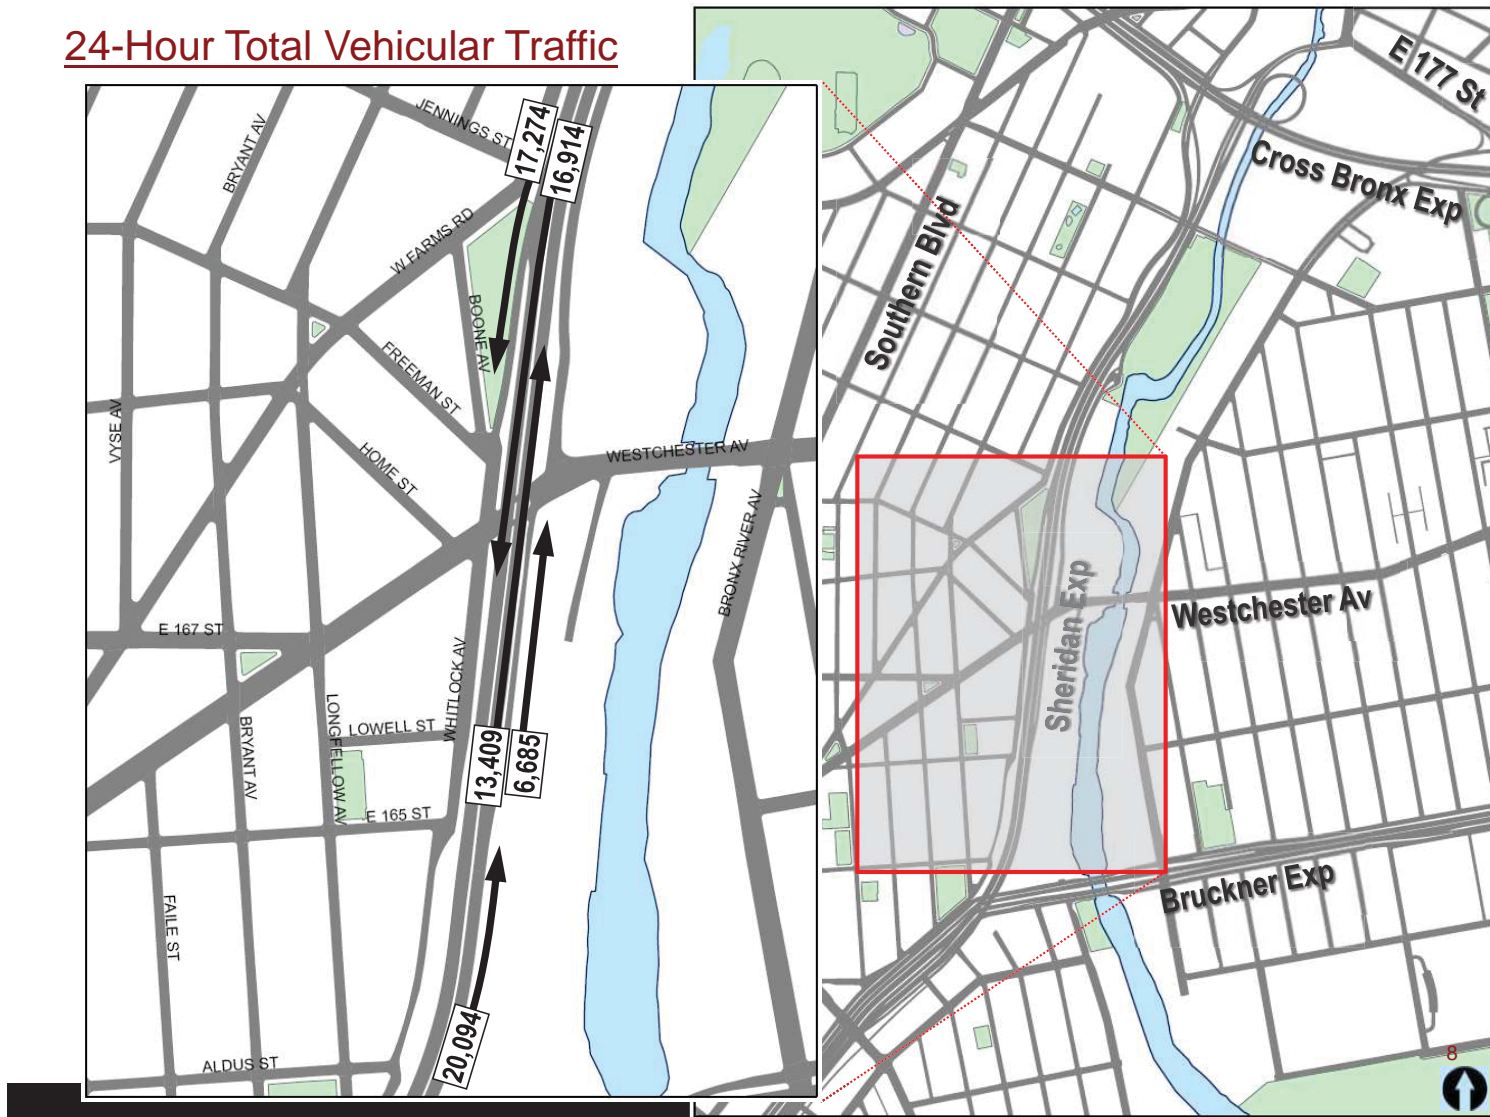 24-Hour Total Vehicular Traffic
JENNINGS ST
17,274
16,914
BRYANT AV
W FARMS RD
BOONE AV
FREEMAN ST
VYSE AV
HOME ST
WESTCHESTER AV
BRONX RIVER AV
E 167 ST
WHITLOCK AV
LONGFELLOW AV
LOWELL ST
BRYANT AV
13,409
6,685
E 165 ST
FAILE ST
20,094
ALDUS ST
E 177 St
Cross Bronx Exp
Southern Blvd
Sheridan Exp
Westchester Av
Bruckner Exp
8